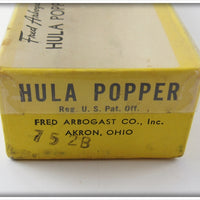 Fred Arbogast
HULA POPPER
HULA POPPER
Reg. U. S. Pat. Off.
FRED ARBOGAST CO., Inc.
AKRON, OHIO
752B